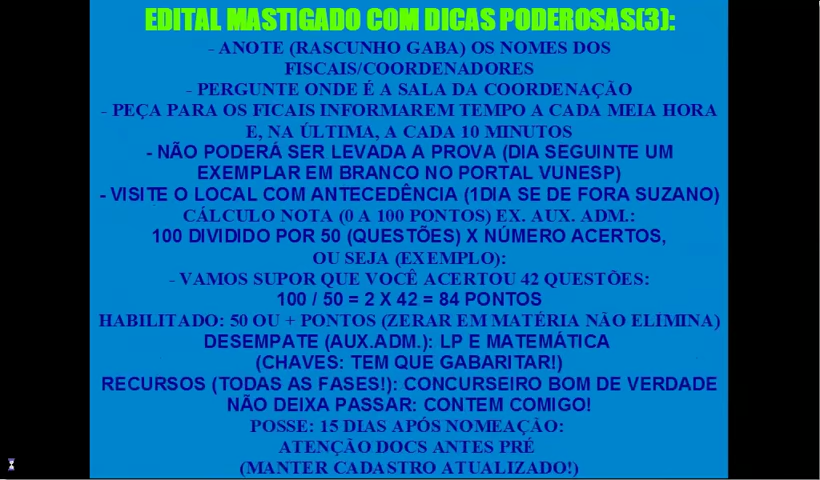 EDITAL MASTIGADO COM DICAS PODEROSAS(3):
- ANOTE (RASCUNHO GABA) OS NOMES DOS
FISCAIS/COORDENADORES
- PERGUNTE ONDE É A SALA DA COORDENAÇÃO
- PEÇA PARA OS FICAIS INFORMAREM TEMPO A CADA MEIA HORA
E, NA ÚLTIMA, A CADA 10 MINUTOS
- NÃO PODERÁ SER LEVADA A PROVA (DIA SEGUINTE UM
EXEMPLAR EM BRANCO NO PORTAL VUNESP)
- VISITE O LOCAL COM ANTECEDÊNCIA (1DIA SE DE FORA SUZANO)
CÁLCULO NOTA (0 A 100 PONTOS) EX. AUX. ADM.:
100 DIVIDIDO POR 50 (QUESTÕES) X NÚMERO ACERTOS,
OU SEJA (EXEMPLO):
- VAMOS SUPOR QUE VOCÊ ACERTOU 42 QUESTÕES:
100 / 50 = 2 X 42 = 84 PONTOS
HABILITADO: 50 OU + PONTOS (ZERAR EM MATÉRIA NÃO ELIMINA)
DESEMPATE (AUX.ADM.): LP E MATEMÁTICA
(CHAVES: TEM QUE GABARITAR!)
RECURSOS (TODAS AS FASES!): CONCURSEIRO BOM DE VERDADE
NÃO DEIXA PASSAR: CONTEM COMIGO!
POSSE: 15 DIAS APÓS NOMEAÇÃO:
ATENÇÃO DOCS ANTES PRÉ
(MANTER CADASTRO ATUALIZADO!)